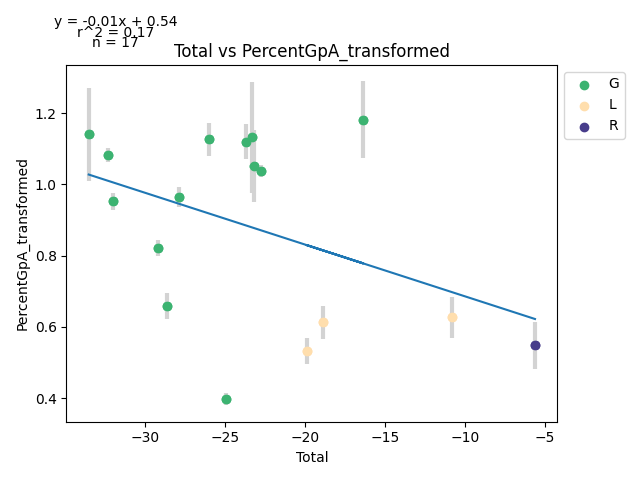 y = -0.01x + 0.54
r^2 = 0.17
n = 17
Total vs PercentGpA_transformed
G
L
R
PercentGpA_transformed
1.2
1.0
0.8
0.6
0.4
−30
−25
−20
−15
−10
−5
Total